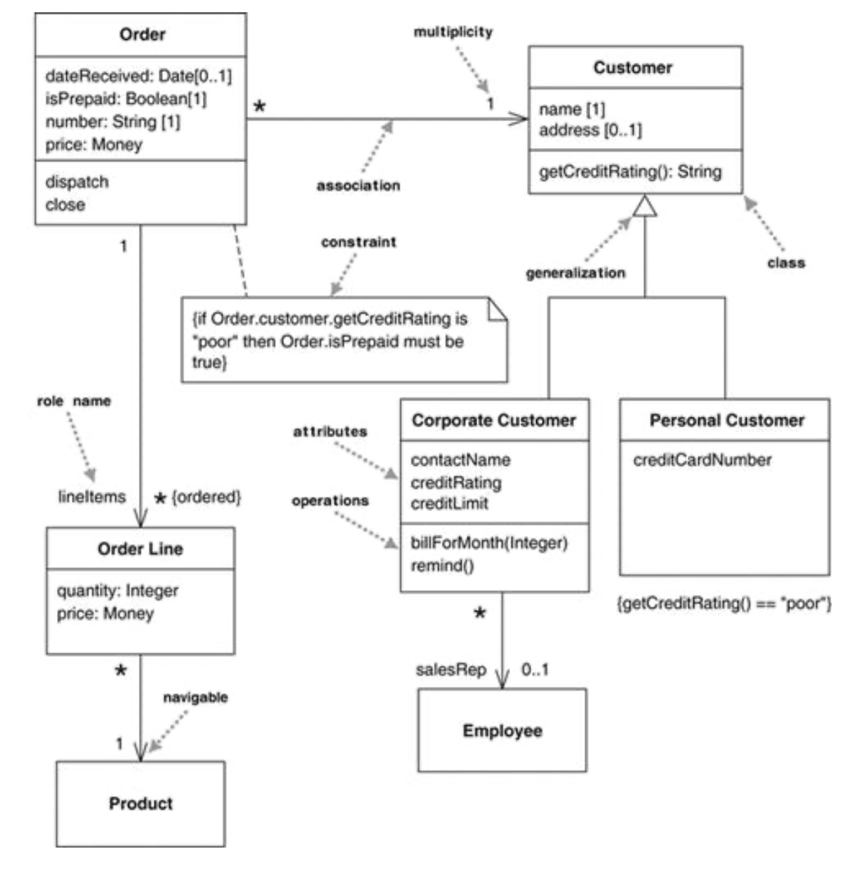 Order
dateReceived: Date[0..1]
isPrepaid: Boolean[1]
number: String [1]
price: Money
dispatch
close
multiplicity
* 1
association
Customer
name [1]
address [0..1]
getCreditRating(): String
1
constraint
generalization
class
{if Order.customer.getCreditRating is
"poor" then Order.isPrepaid must be
true}
role name
lineItems * {ordered}
Order Line
quantity: Integer
price: Money
*
navigable
1
Product
attributes
operations
Corporate Customer
contactName
creditRating
creditLimit
billForMonth(Integer)
remind()
Personal Customer
creditCardNumber
{getCreditRating() == "poor"}
*
salesRep 0..1
Employee